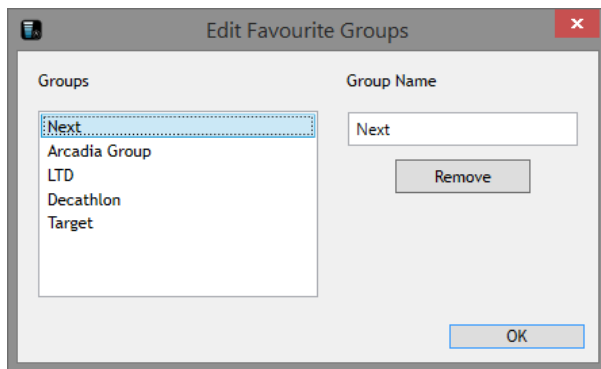 Edit Favourite Groups
x
Groups
Group Name
Next
Arcadia Group
LTD
Decathlon
Target
Next
Remove
OK